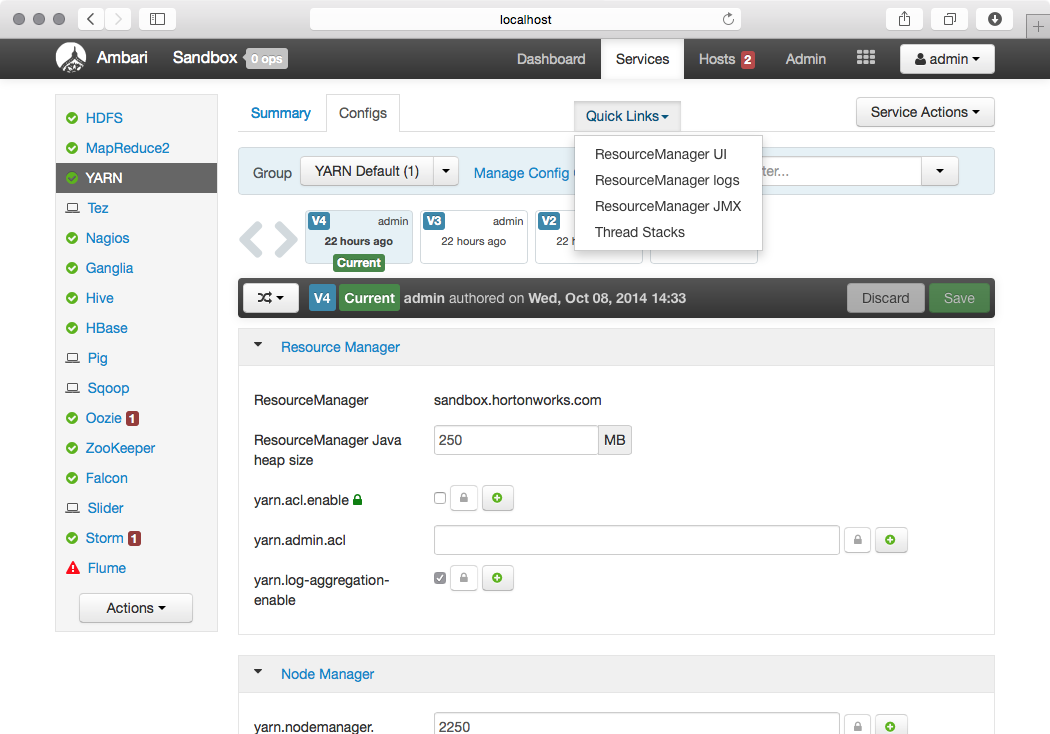 localhost
Ambari Sandbox 0 ops Dashboard Services Hosts 2 Admin admin
HDFS
MapReduce2
YARN
Tez
Nagios
Ganglia
Hive
HBase
Pig
Sqoop
Oozie 1
ZooKeeper
Falcon
Slider
Storm 1
Flume
Actions
Summary Configs Quick Links Service Actions
ResourceManager UI
ResourceManager logs
ResourceManager JMX
Thread Stacks
Group YARN Default (1) Manage Config ter...
V4 admin
22 hours ago
Current
V3 admin
22 hours ago
V2
22 h
V4 Current admin authored on Wed, Oct 08, 2014 14:33 Discard Save
Resource Manager
ResourceManager sandbox.hortonworks.com
ResourceManager Java
heap size
250 MB
yarn.acl.enable
yarn.admin.acl
yarn.log-aggregation-
enable
Node Manager
yarn.nodemanager. 2250